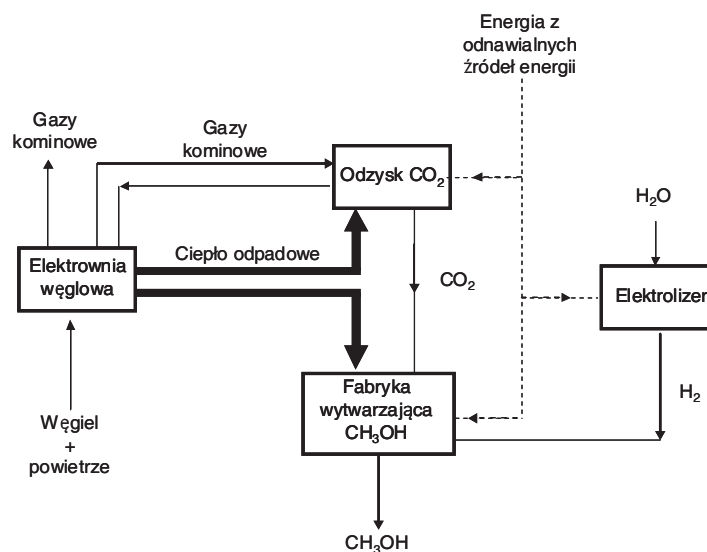 Energia z
odnawialnych
źródeł energii
Gazy
kominowe
Gazy
kominowe
Odzysk CO₂
H₂O
Ciepło odpadowe
Elektrownia
węglowa
CO₂
Elektrolizer
Fabryka
wytwarzająca
CH₃OH
H₂
Węgiel
+
powietrze
CH₃OH